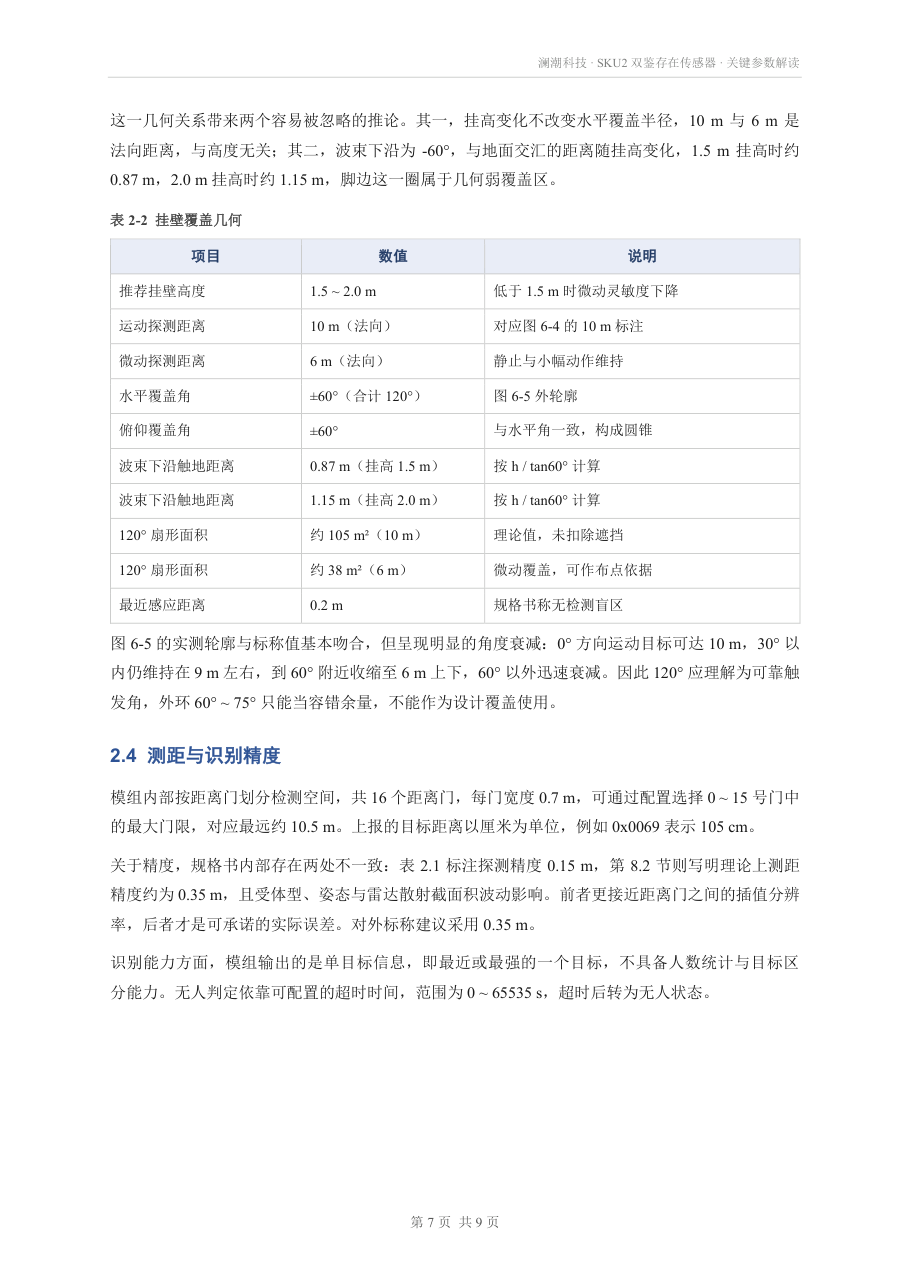 澜潮科技 · SKU2 双鉴存在传感器 · 关键参数解读
这一几何关系带来两个容易被忽略的推论。其一，挂高变化不改变水平覆盖半径，10 m 与 6 m 是
法向距离，与高度无关；其二，波束下沿为 -60°，与地面交汇的距离随挂高变化，1.5 m 挂高时约
0.87 m，2.0 m 挂高时约 1.15 m，脚边这一圈属于几何弱覆盖区。
表 2-2 挂壁覆盖几何
项目 数值 说明
推荐挂壁高度 1.5 ~ 2.0 m 低于 1.5 m 时微动灵敏度下降
运动探测距离 10 m（法向） 对应图 6-4 的 10 m 标注
微动探测距离 6 m（法向） 静止与小幅动作维持
水平覆盖角 ±60°（合计 120°） 图 6-5 外轮廓
俯仰覆盖角 ±60° 与水平角一致，构成圆锥
波束下沿触地距离 0.87 m（挂高 1.5 m） 按 h / tan60° 计算
波束下沿触地距离 1.15 m（挂高 2.0 m） 按 h / tan60° 计算
120° 扇形面积 约 105 m²（10 m） 理论值，未扣除遮挡
120° 扇形面积 约 38 m²（6 m） 微动覆盖，可作布点依据
最近感应距离 0.2 m 规格书称无检测盲区
图 6-5 的实测轮廓与标称值基本吻合，但呈现明显的角度衰减：0° 方向运动目标可达 10 m，30° 以
内仍维持在 9 m 左右，到 60° 附近收缩至 6 m 上下，60° 以外迅速衰减。因此 120° 应理解为可靠触
发角，外环 60° ~ 75° 只能当容错余量，不能作为设计覆盖使用。
2.4 测距与识别精度
模组内部按距离门划分检测空间，共 16 个距离门，每门宽度 0.7 m，可通过配置选择 0 ~ 15 号门中
的最大门限，对应最远约 10.5 m。上报的目标距离以厘米为单位，例如 0x0069 表示 105 cm。
关于精度，规格书内部存在两处不一致：表 2.1 标注探测精度 0.15 m，第 8.2 节则写明理论上测距
精度约为 0.35 m，且受体型、姿态与雷达散射截面积波动影响。前者更接近距离门之间的插值分辨
率，后者才是可承诺的实际误差。对外标称建议采用 0.35 m。
识别能力方面，模组输出的是单目标信息，即最近或最强的一个目标，不具备人数统计与目标区
分能力。无人判定依靠可配置的超时时间，范围为 0 ~ 65535 s，超时后转为无人状态。
第 7 页 共 9 页